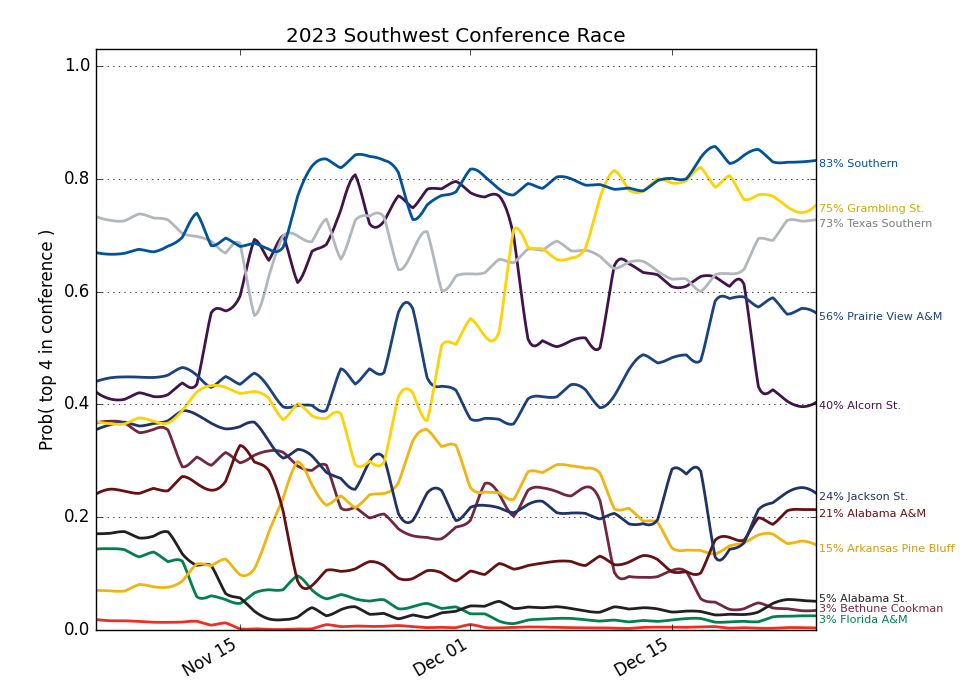 2023 Southwest Conference Race
Prob( top 4 in conference )
1.0
0.8
0.6
0.4
0.2
0.0
Nov 15
Dec 01
Dec 15
83% Southern
75% Grambling St.
73% Texas Southern
56% Prairie View A&M
40% Alcorn St.
24% Jackson St.
21% Alabama A&M
15% Arkansas Pine Bluff
5% Alabama St.
3% Bethune Cookman
3% Florida A&M